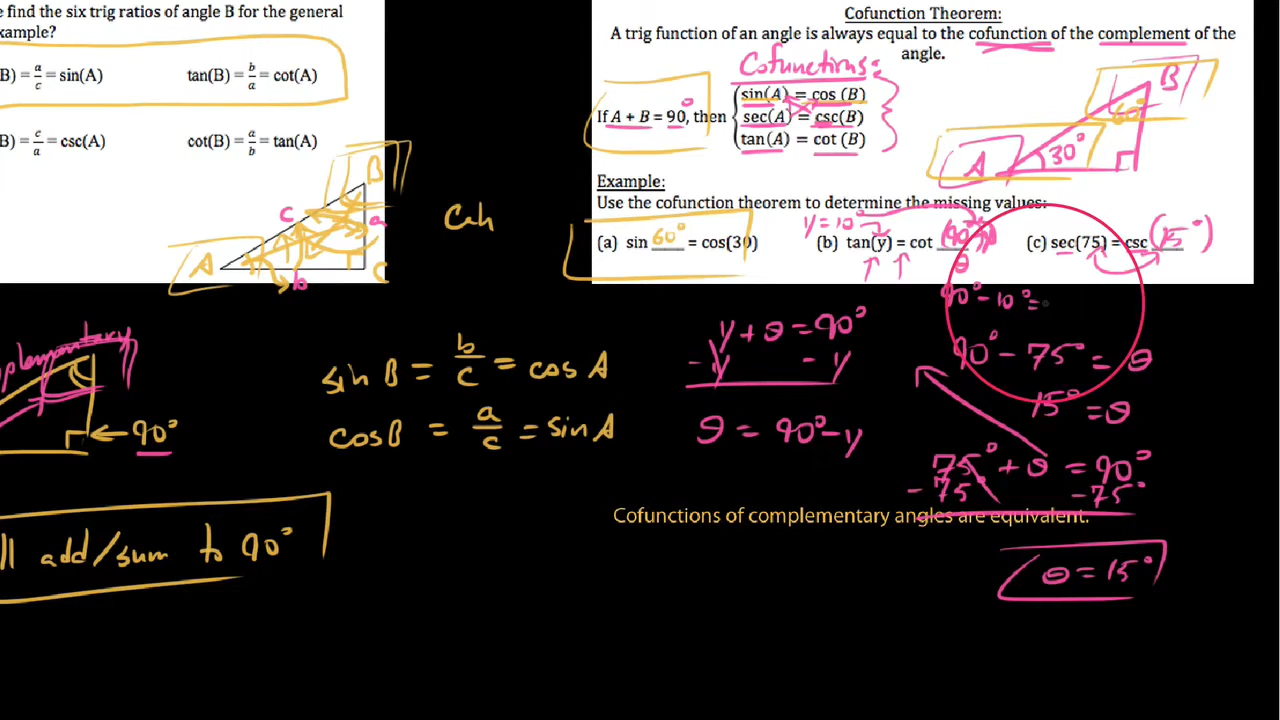 e find the six trig ratios of angle B for the general
xample?
B) = a/c = sin(A)
tan(B) = b/a = cot(A)
B) = c/a = csc(A)
cot(B) = a/b = tan(A)
A
B
C
c
a
b
Cah
plementary
90°
ll add/sum to 90°
sin B = b/c = cos A
cos B = a/c = sin A
Cofunction Theorem:
A trig function of an angle is always equal to the cofunction of the complement of the
angle.
Cofunctions:
If A + B = 90°, then
sin(A) = cos (B)
sec(A) = csc(B)
tan(A) = cot (B)
A
30°
60°
B
Example:
Use the cofunction theorem to determine the missing values:
y = 10°
(a) sin 60° = cos(30)
(b) tan(y) = cot
(c) sec(75) = csc (15°)
θ
90° - 10° =
y + θ = 90°
- y - y
θ = 90° - y
90° - 75° = θ
15° = θ
75° + θ = 90°
- 75 - 75°
Cofunctions of complementary angles are equivalent.
θ = 15°